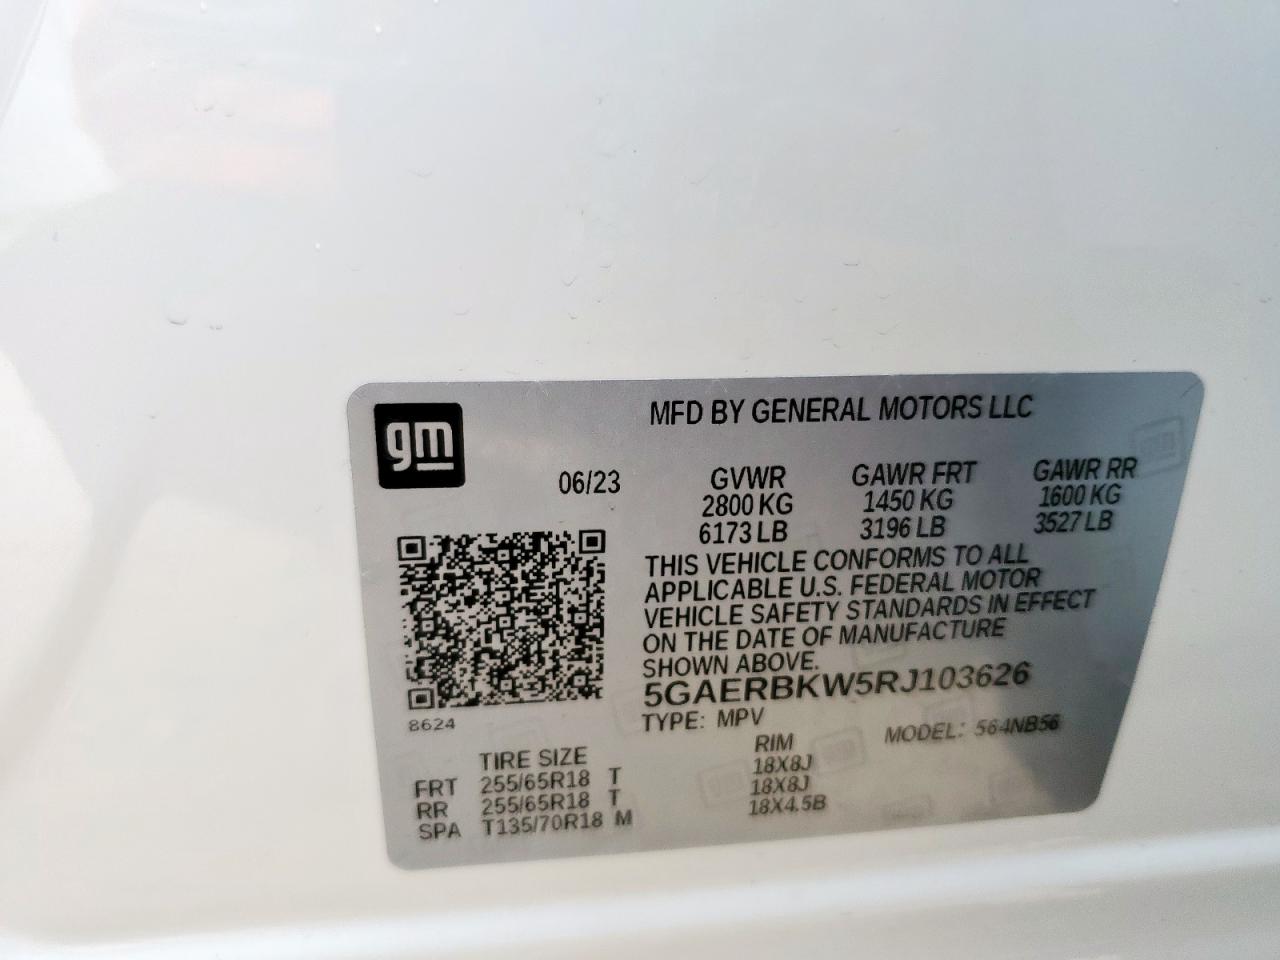 gm
MFD BY GENERAL MOTORS LLC
06/23 GVWR GAWR FRT GAWR RR
2800 KG 1450 KG 1600 KG
6173 LB 3196 LB 3527 LB
THIS VEHICLE CONFORMS TO ALL
APPLICABLE U.S. FEDERAL MOTOR
VEHICLE SAFETY STANDARDS IN EFFECT
ON THE DATE OF MANUFACTURE
SHOWN ABOVE.
5GAERBKW5RJ103626
8624
TYPE: MPV MODEL: 564NB56
TIRE SIZE RIM
FRT 255/65R18 T 18X8J
RR 255/65R18 T 18X8J
SPA T135/70R18 M 18X4.5B